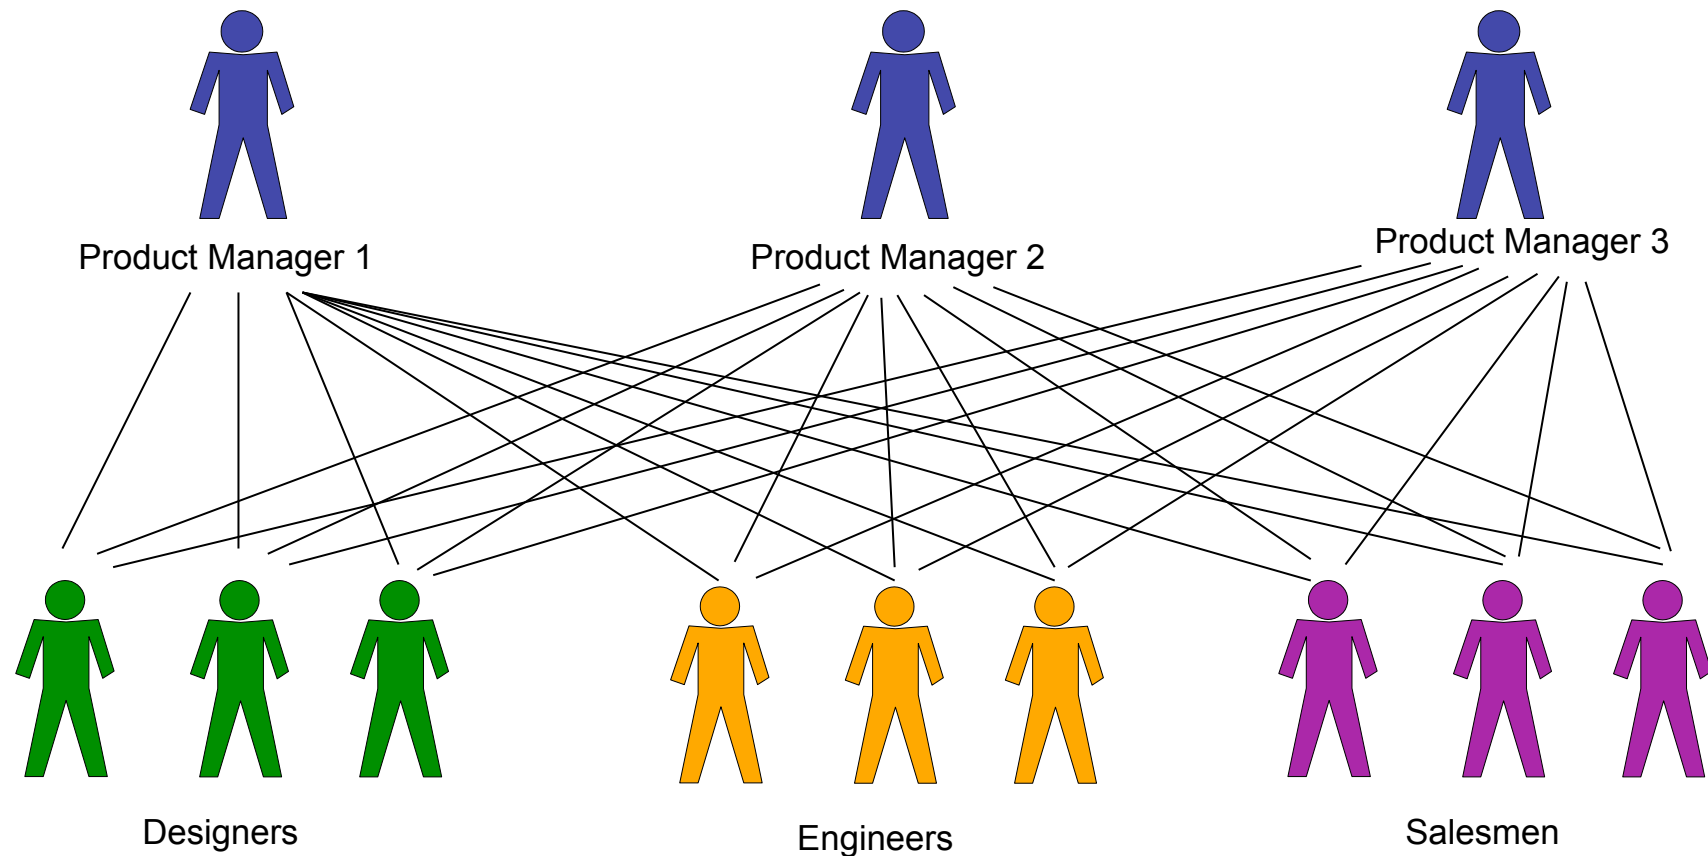 Product Manager 1
Product Manager 2
Product Manager 3
Designers
Engineers
Salesmen